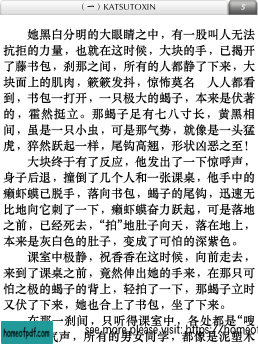 (一) KATSUTOXIN 3
她黑白分明的大眼睛之中，有一股叫人无法
抗拒的力量，也就在这时候，大块的手，已揭开
了藤书包，刹那之间，所有的人都静了下来，大
块面上的肌肉，簌簌发抖，惊怖莫名 人人都看
到，书包一打开，一只极大的蝎子，本来是伏著
的，霍然挺立。那蝎子足有七八寸长，黄黑相
间，虽是一只小虫，可是那气势，就像是一头猛
虎，猝然跃起一样，尾钩高翘，形状凶恶之至！
大块终于有了反应，他发出了一下惊呼声，
身子后退，撞倒了几个人和一张课桌，他手中的
癞虾蟆已脱手，落向书包，蝎子的尾钩，迅速无
比地向它刺了一下，癞虾蟆奋力跃起，可是落地
之前，已经死去，“拍”地肚子向天，落在地上，
本来是灰白色的肚子，变成了可怕的深紫色。
课室中极静，祝香香在这时候，向前走去，
来到了课桌之前，竟然伸出她的手来，在那只可
怕之极的蝎子的背上，轻拍了一下，那蝎子立时
又伏了下来，她也合上了书包，坐了下来。
在那一刹间，只听得课室中，各处都是“嗖
气声，所有的男女同学，都像是泥塑木
homeofpdf.com
see more please visit: https://homeof